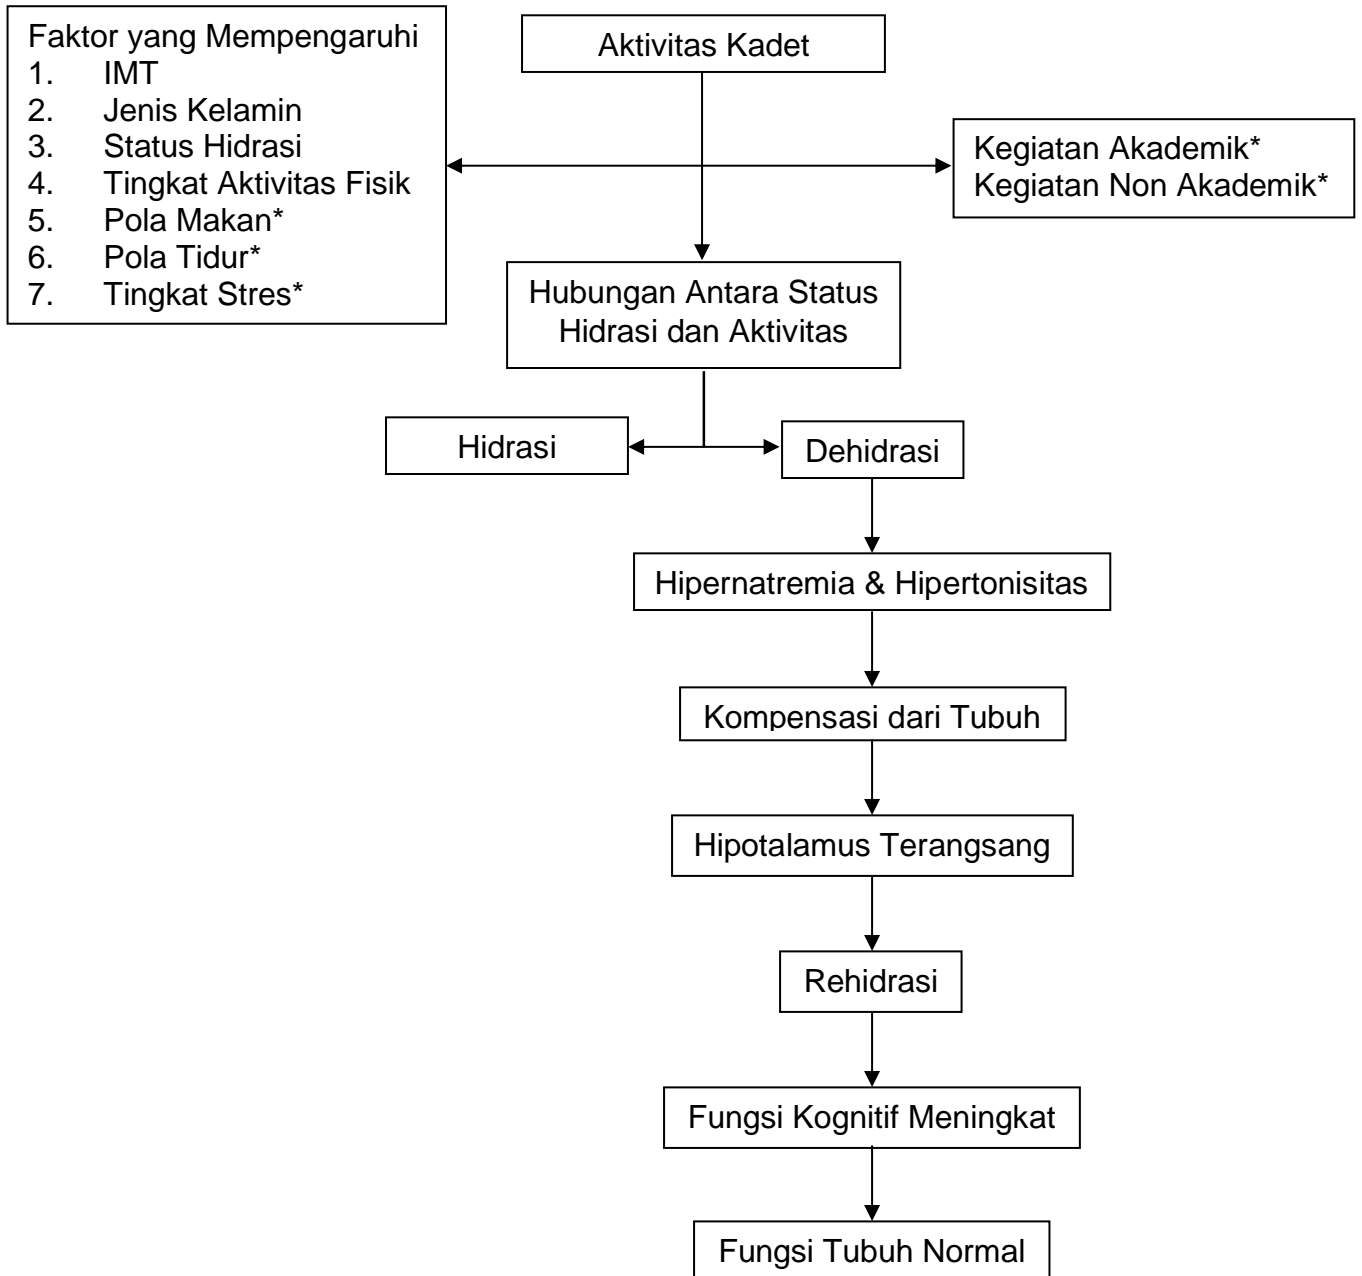 Faktor yang Mempengaruhi
1. IMT
2. Jenis Kelamin
3. Status Hidrasi
4. Tingkat Aktivitas Fisik
5. Pola Makan*
6. Pola Tidur*
7. Tingkat Stres*
Aktivitas Kadet
Kegiatan Akademik*
Kegiatan Non Akademik*
Hubungan Antara Status
Hidrasi dan Aktivitas
Hidrasi
Dehidrasi
Hipernatremia & Hipertonisitas
Kompensasi dari Tubuh
Hipotalamus Terangsang
Rehidrasi
Fungsi Kognitif Meningkat
Fungsi Tubuh Normal